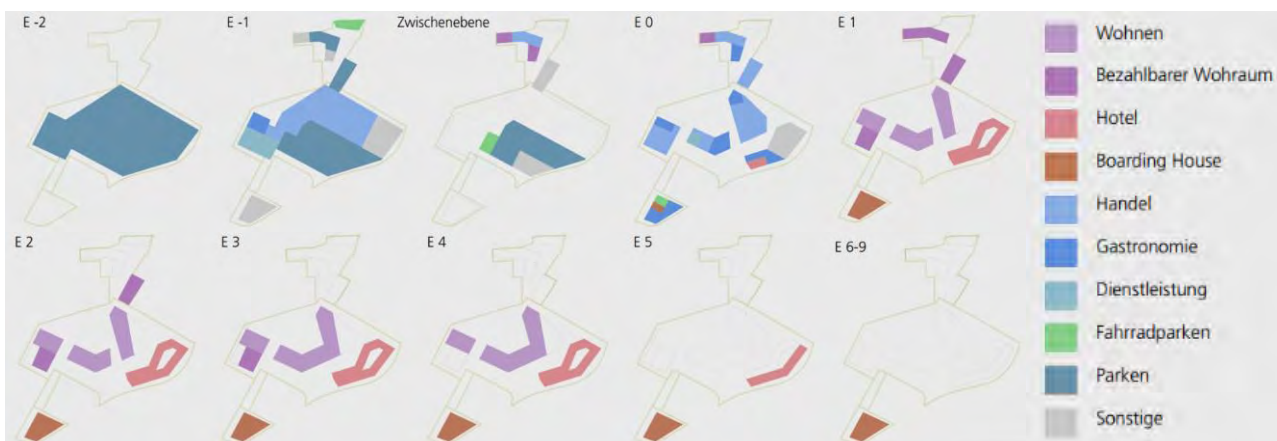 E -2
E -1
Zwischenebene
E 0
E 1
E 2
E 3
E 4
E 5
E 6-9
Wohnen
Bezahlbarer Wohnraum
Hotel
Boarding House
Handel
Gastronomie
Dienstleistung
Fahrradparken
Parken
Sonstige